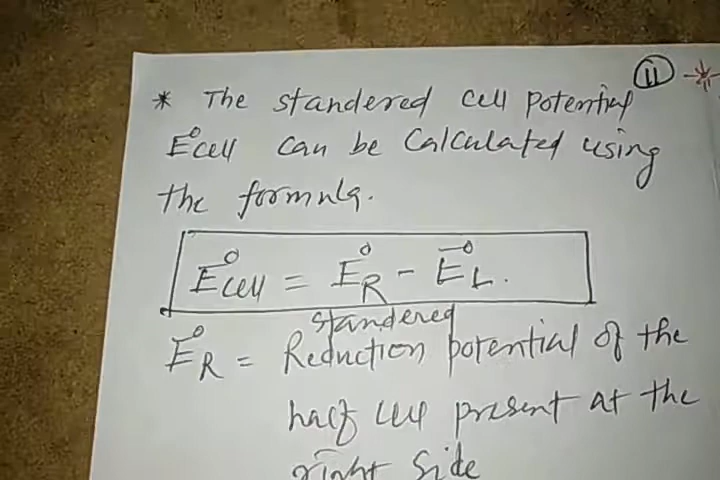 11 *
* The standered cell potential
E°cell can be Calculated using
the formula.
E°cell = E°R - E°L.
standered
E°R = Reduction potential of the
half cell present at the
right side